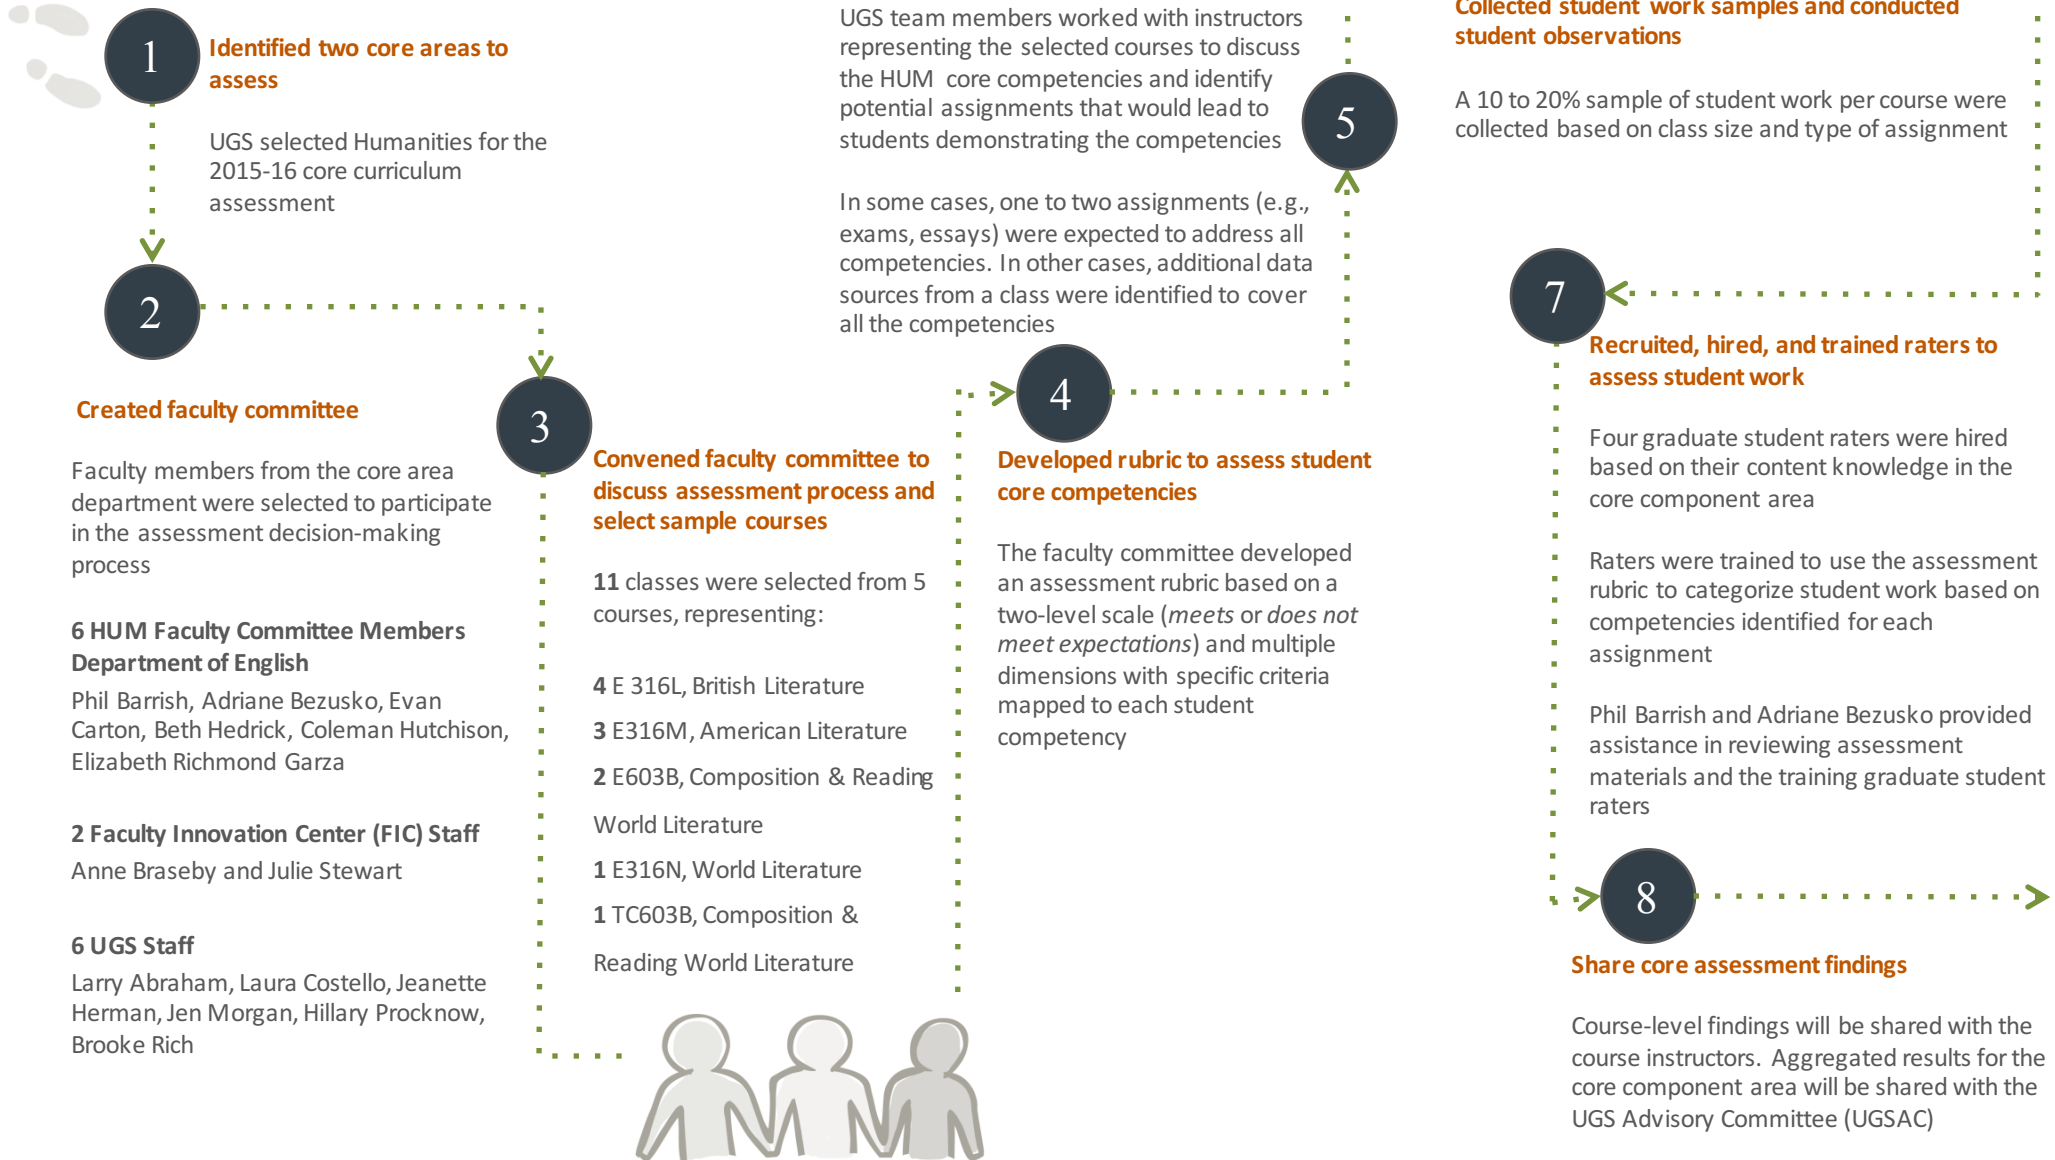 1
Identified two core areas to
assess
UGS selected Humanities for the
2015-16 core curriculum
assessment
2
Created faculty committee
Faculty members from the core area
department were selected to participate
in the assessment decision-making
process
6 HUM Faculty Committee Members
Department of English
Phil Barrish, Adriane Bezusko, Evan
Carton, Beth Hedrick, Coleman Hutchison,
Elizabeth Richmond Garza
2 Faculty Innovation Center (FIC) Staff
Anne Braseby and Julie Stewart
6 UGS Staff
Larry Abraham, Laura Costello, Jeanette
Herman, Jen Morgan, Hillary Procknow,
Brooke Rich
3
Convened faculty committee to
discuss assessment process and
select sample courses
11 classes were selected from 5
courses, representing:
4 E 316L, British Literature
3 E316M, American Literature
2 E603B, Composition & Reading
World Literature
1 E316N, World Literature
1 TC603B, Composition &
Reading World Literature
4
Developed rubric to assess student
core competencies
The faculty committee developed
an assessment rubric based on a
two-level scale (meets or does not
meet expectations) and multiple
dimensions with specific criteria
mapped to each student
competency
5
UGS team members worked with instructors
representing the selected courses to discuss
the HUM core competencies and identify
potential assignments that would lead to
students demonstrating the competencies
In some cases, one to two assignments (e.g.,
exams, essays) were expected to address all
competencies. In other cases, additional data
sources from a class were identified to cover
all the competencies
Collected student work samples and conducted
student observations
A 10 to 20% sample of student work per course were
collected based on class size and type of assignment
7
Recruited, hired, and trained raters to
assess student work
Four graduate student raters were hired
based on their content knowledge in the
core component area
Raters were trained to use the assessment
rubric to categorize student work based on
competencies identified for each
assignment
Phil Barrish and Adriane Bezusko provided
assistance in reviewing assessment
materials and the training graduate student
raters
8
Share core assessment findings
Course-level findings will be shared with the
course instructors. Aggregated results for the
core component area will be shared with the
UGS Advisory Committee (UGSAC)